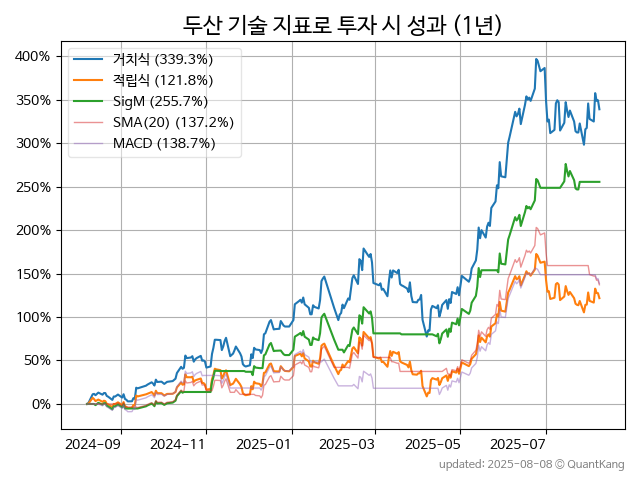 두산 기술 지표로 투자 시 성과 (1년)
400%
350%
300%
250%
200%
150%
100%
50%
0%
거치식 (339.3%)
적립식 (121.8%)
SigM (255.7%)
SMA(20) (137.2%)
MACD (138.7%)
2024-09
2024-11
2025-01
2025-03
2025-05
2025-07
updated: 2025-08-08 © QuantKang